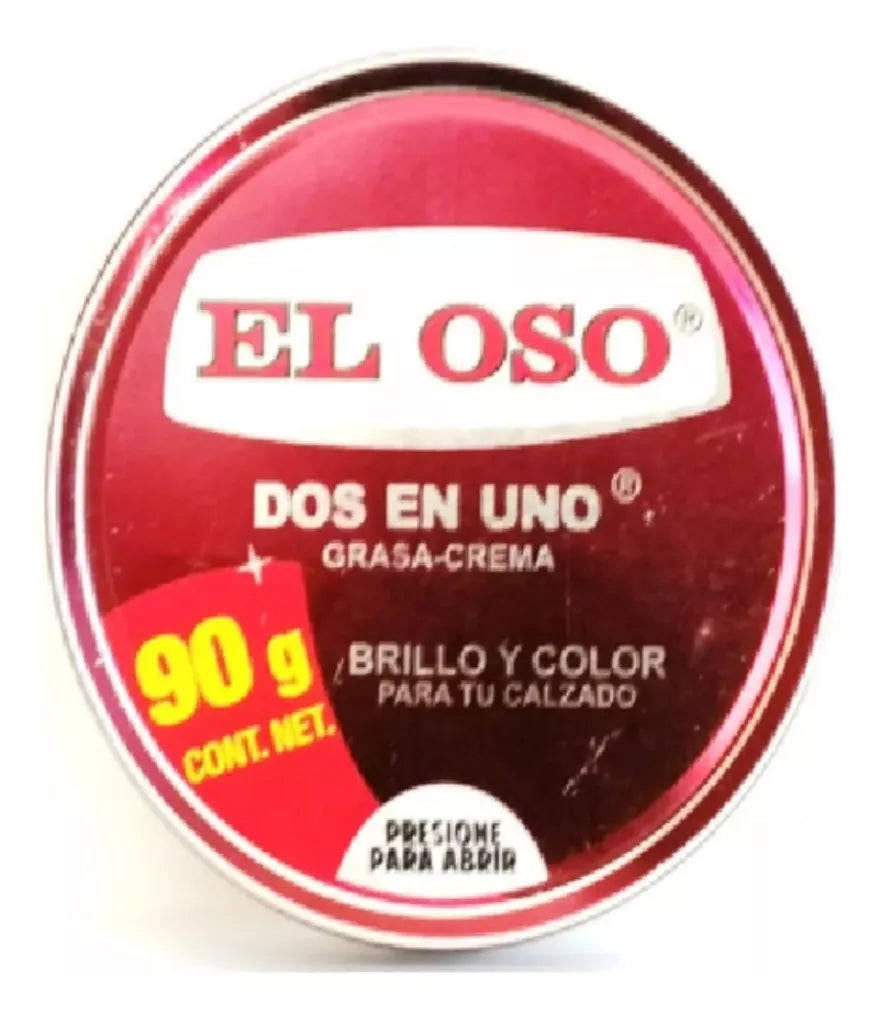 EL OSO®
DOS EN UNO®
GRASA-CREMA
BRILLO Y COLOR
PARA TU CALZADO
90 g
CONT. NET.
PRESIONE
PARA ABRIR